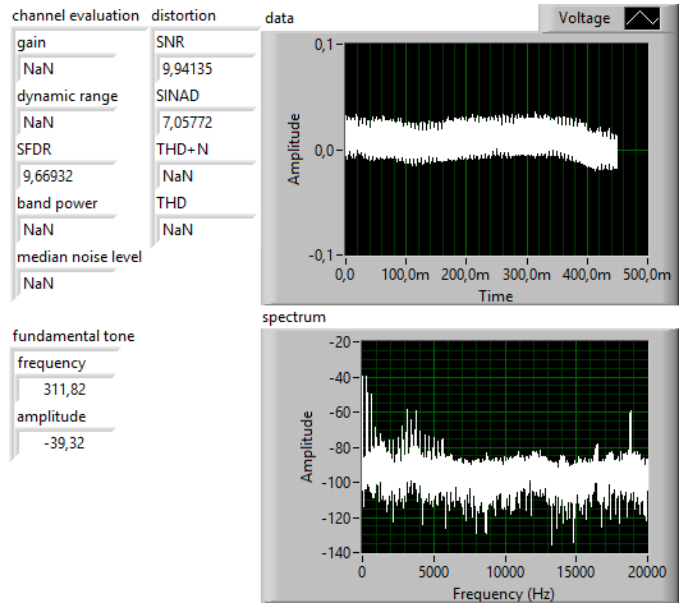 channel evaluation
gain
NaN
dynamic range
NaN
SFDR
9,66932
band power
NaN
median noise level
NaN
distortion
SNR
9,94135
SINAD
7,05772
THD+N
NaN
THD
NaN
fundamental tone
frequency
311,82
amplitude
-39,32
data
Voltage
0,1
0,0
-0,1
Amplitude
0,0 100,0m 200,0m 300,0m 400,0m 500,0m
Time
spectrum
-20
-40
-60
-80
-100
-120
-140
Amplitude
0 5000 10000 15000 20000
Frequency (Hz)